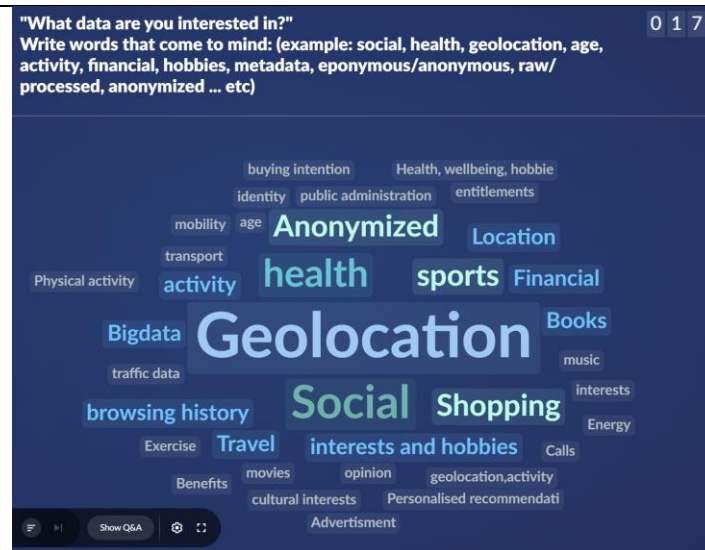 "What data are you interested in?"
0 1 7
Write words that come to mind: (example: social, health, geolocation, age,
activity, financial, hobbies, metadata, eponymous/anonymous, raw/
processed, anonymized ... etc)
buying intention
Health, wellbeing, hobbie
identity
public administration
entitlements
mobility
age
Anonymized
Location
transport
Physical activity
activity
health
sports
Financial
Bigdata
Geolocation
Books
traffic data
music
browsing history
Social
Shopping
interests
Energy
Exercise
Travel
interests and hobbies
Calls
Benefits
movies
opinion
geolocation,activity
cultural interests
Personalised recommendati
Advertisment
Show Q&A